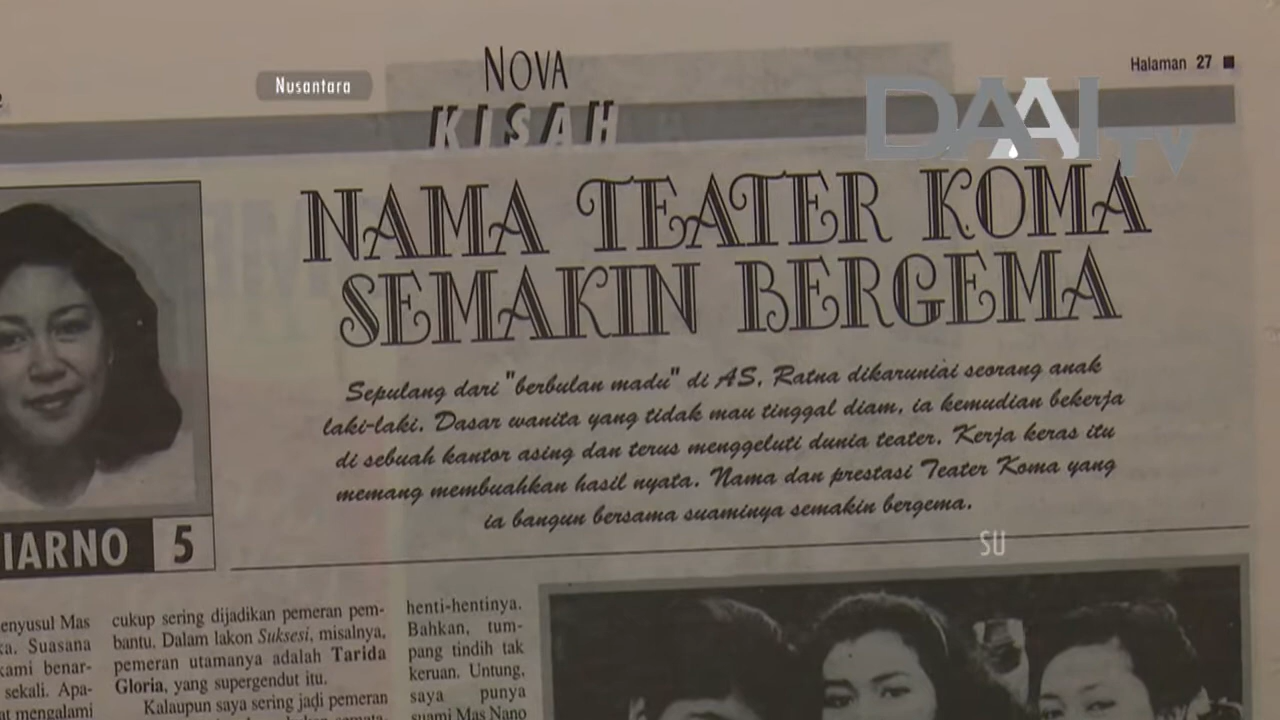 Nusantara
NOVA
KISAH
Halaman 27
DAAI TV
NAMA TEATER KOMA
SEMAKIN BERGEMA
Sepulang dari "berbulan madu" di AS, Ratna dikaruniai seorang anak
laki-laki. Dasar wanita yang tidak mau tinggal diam, ia kemudian bekerja
di sebuah kantor asing dan terus menggeluti dunia teater. Kerja keras itu
memang membuahkan hasil nyata. Nama dan prestasi Teater Koma yang
ia bangun bersama suaminya semakin bergema.
SU
IARNO 5
enyusul Mas
ka. Suasana
kami benar-
sekali. Apa-
at mengalami
cukup sering dijadikan pemeran pem-
bantu. Dalam lakon Suksesi, misalnya,
pemeran utamanya adalah Tarida
Gloria, yang supergendut itu.
Kalaupun saya sering jadi pemeran
henti-hentinya.
Bahkan, tum-
pang tindih tak
keruan. Untung,
saya punya
suami Mas Nano